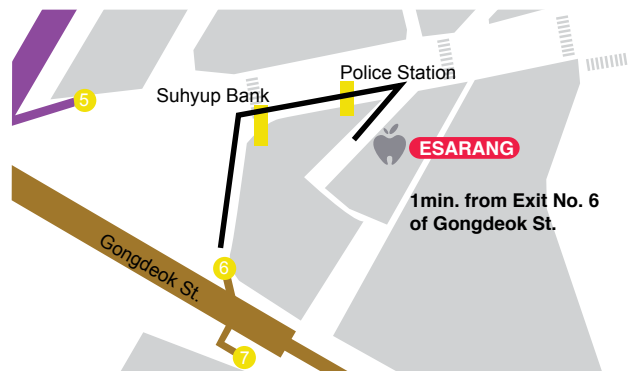 5
Police Station
Suhyup Bank
ESARANG
1min. from Exit No. 6
of Gongdeok St.
Gongdeok St.
6
7